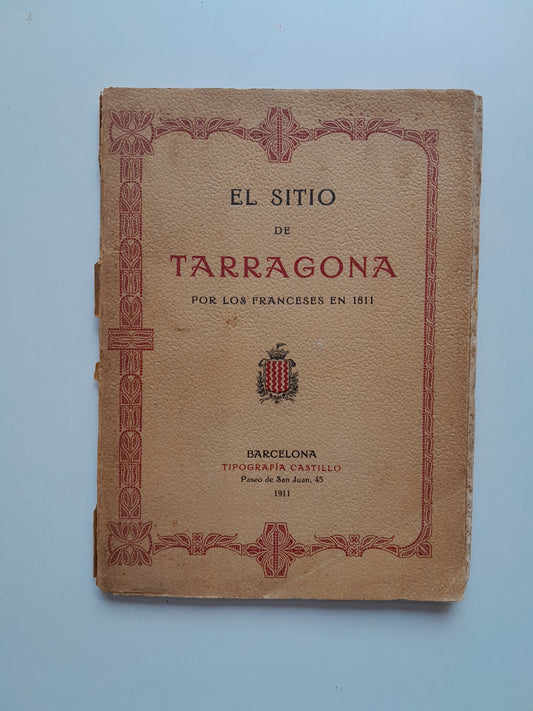 EL SITIO
DE
TARRAGONA
POR LOS FRANCESES EN 1811
BARCELONA
TIPOGRAFÍA CASTILLO
Paseo de San Juan, 45
1911